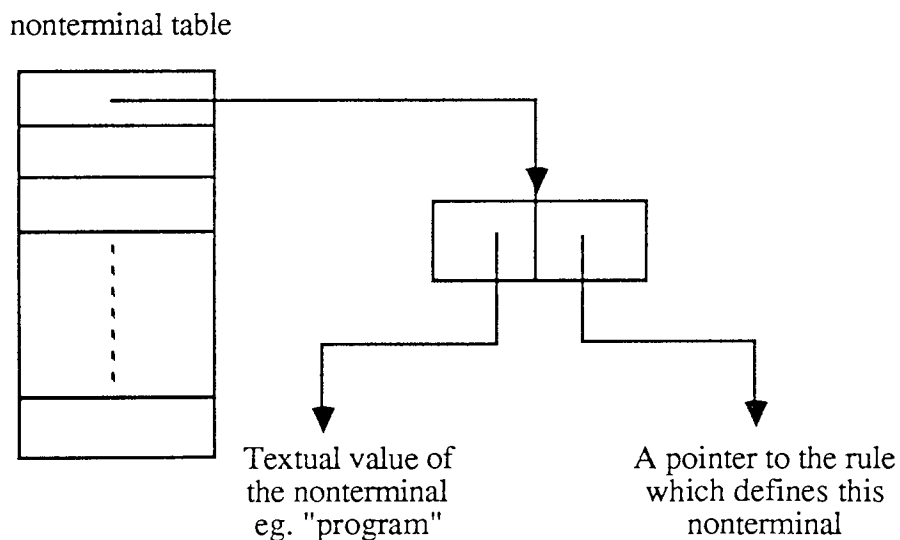 nonterminal table
Textual value of
the nonterminal
eg. "program"
A pointer to the rule
which defines this
nonterminal